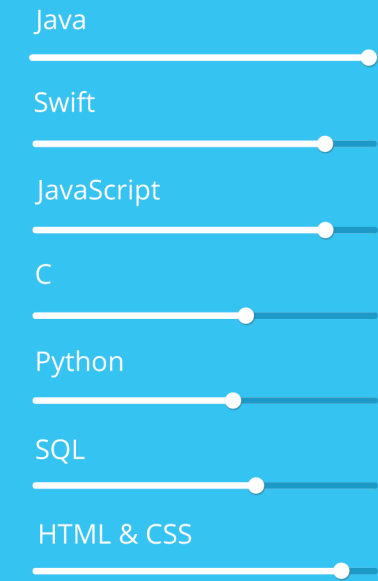 Java
Swift
JavaScript
C
Python
SQL
HTML & CSS